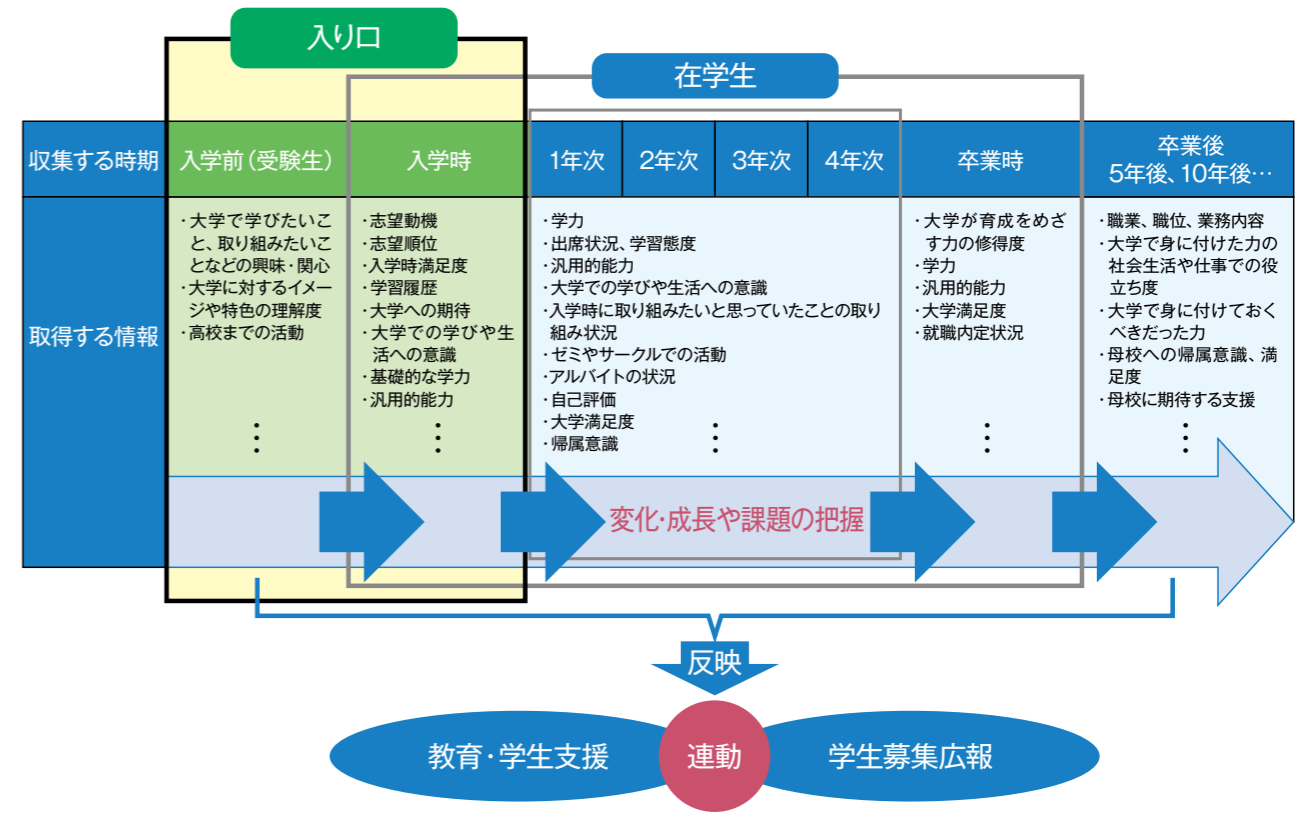 入り口
在学生
収集する時期
入学前（受験生）
入学時
1年次
2年次
3年次
4年次
卒業時
卒業後
5年後、10年後…
取得する情報
・大学で学びたいこ
と、取り組みたいこ
となどの興味・関心
・大学に対するイメー
ジや特色の理解度
・高校までの活動
⋮
・志望動機
・志望順位
・入学時満足度
・学習履歴
・大学への期待
・大学での学びや生
活への意識
・基礎的な学力
・汎用的能力
⋮
・学力
・出席状況、学習態度
・汎用的能力
・大学での学びや生活への意識
・入学時に取り組みたいと思っていたことの取り
組み状況
・ゼミやサークルでの活動
・アルバイトの状況
・自己評価
・大学満足度
・帰属意識
⋮
・大学が育成をめざ
す力の修得度
・学力
・汎用的能力
・大学満足度
・就職内定状況
⋮
・職業、職位、業務内容
・大学で身に付けた力の
社会生活や仕事での役
立ち度
・大学で身に付けておく
べきだった力
・母校への帰属意識、満
足度
・母校に期待する支援
⋮
変化・成長や課題の把握
反映
教育・学生支援
連動
学生募集広報